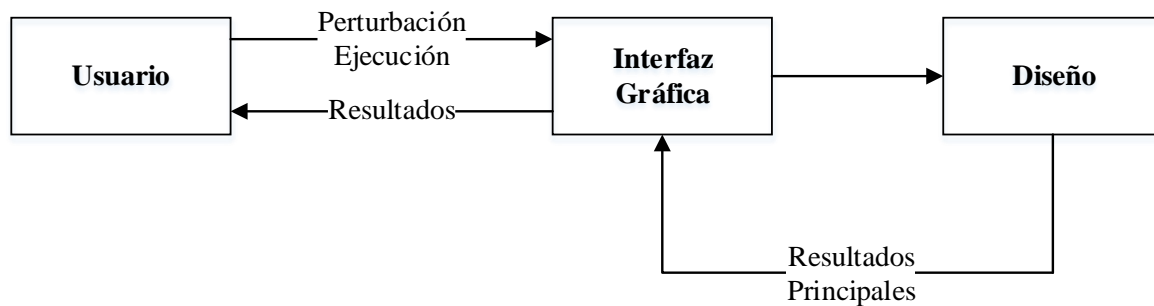 Usuario
Perturbación
Ejecución
Resultados
Interfaz
Gráfica
Diseño
Resultados
Principales